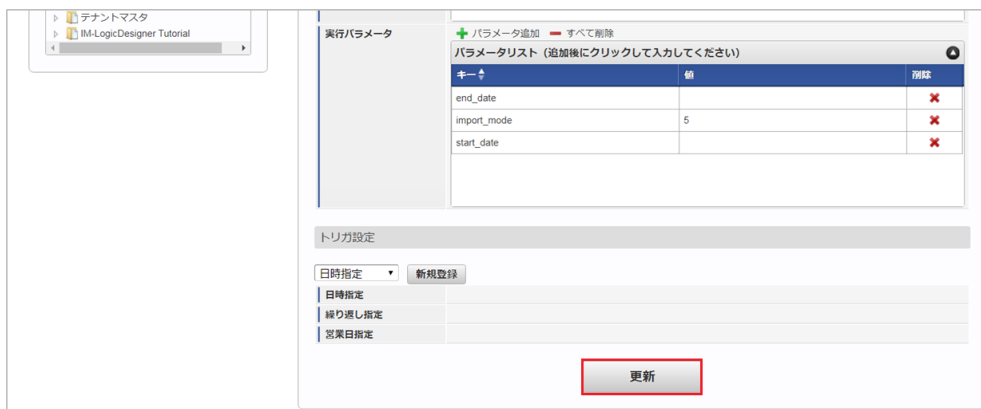 テナントマスタ
IM-LogicDesigner Tutorial
実行パラメータ
パラメータ追加 すべて削除
パラメータリスト（追加後にクリックして入力してください）
キー 値 削除
end_date
import_mode 5
start_date
トリガ設定
日時指定 新規登録
日時指定
繰り返し指定
営業日指定
更新